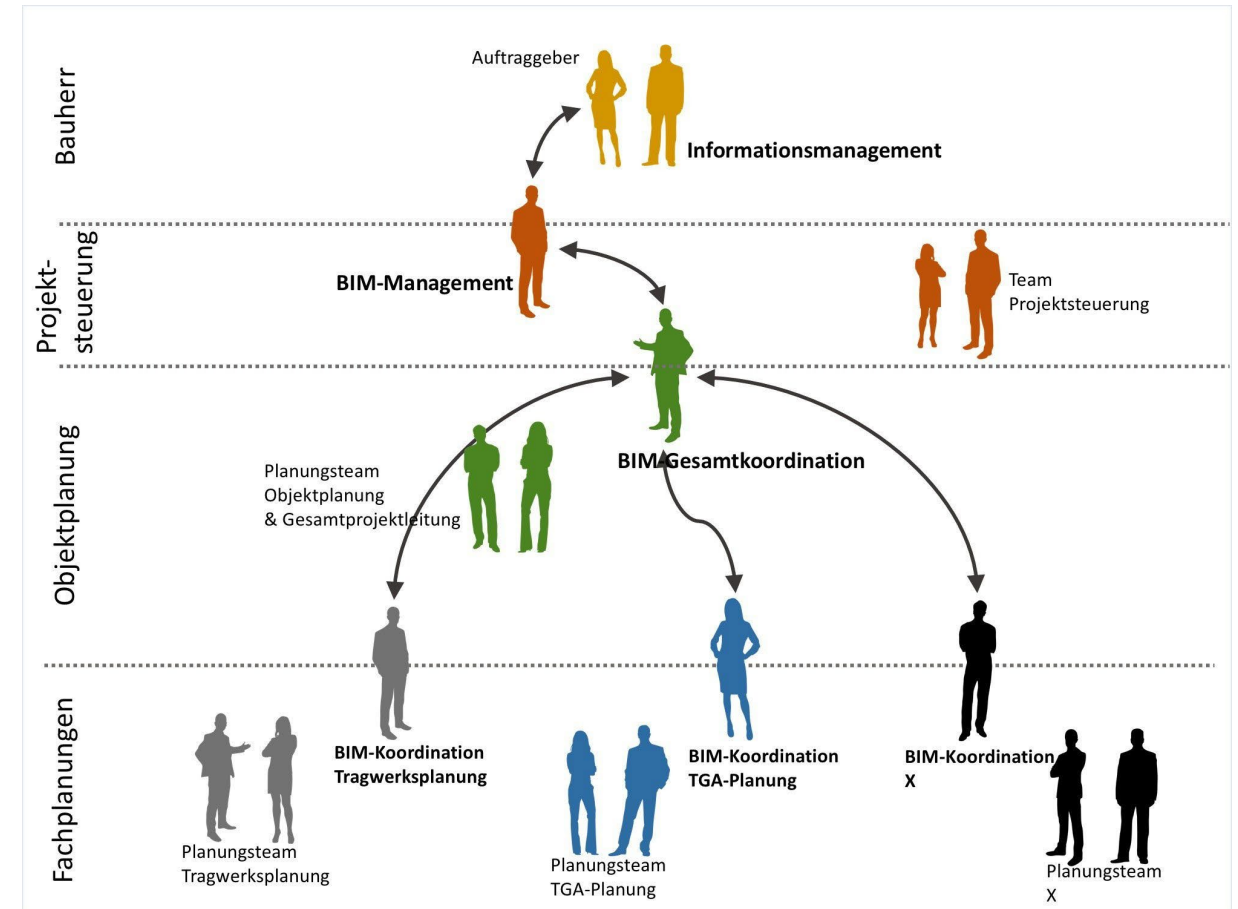 Bauherr
Auftraggeber
Informationsmanagement
Projekt-
steuerung
BIM-Management
Team
Projektsteuerung
Objektplanung
BIM-Gesamtkoordination
Planungsteam
Objektplanung
& Gesamtprojektleitung
Fachplanungen
BIM-Koordination
Tragwerksplanung
BIM-Koordination
TGA-Planung
BIM-Koordination
X
Planungsteam
Tragwerksplanung
Planungsteam
TGA-Planung
Planungsteam
X